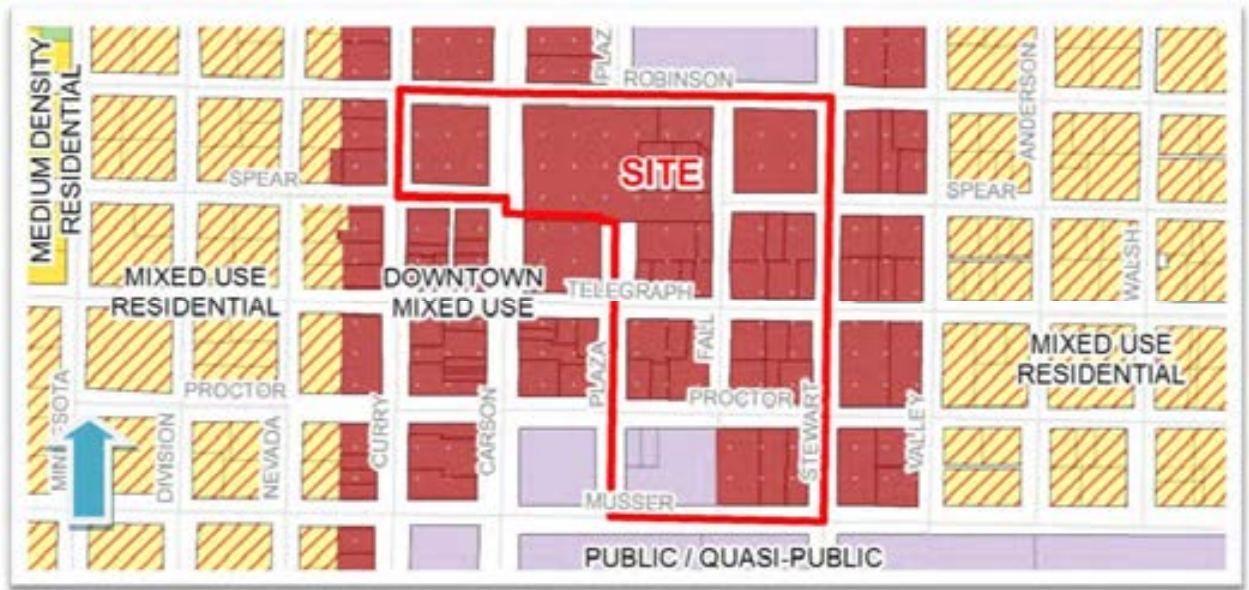 MEDIUM DENSITY
RESIDENTIAL
PLAZ
ROBINSON
ANDERSON
SITE
SPEAR
SPEAR
WALSH
MIXED USE
RESIDENTIAL
DOWNTOWN
MIXED USE
TELEGRAPH
MIXED USE
RESIDENTIAL
FALL
PLAZA
PROCTOR
PROCTOR
CURRY
CARSON
STEWART
VALLEY
DIVISION
NEVADA
MUSSER
PUBLIC / QUASI-PUBLIC